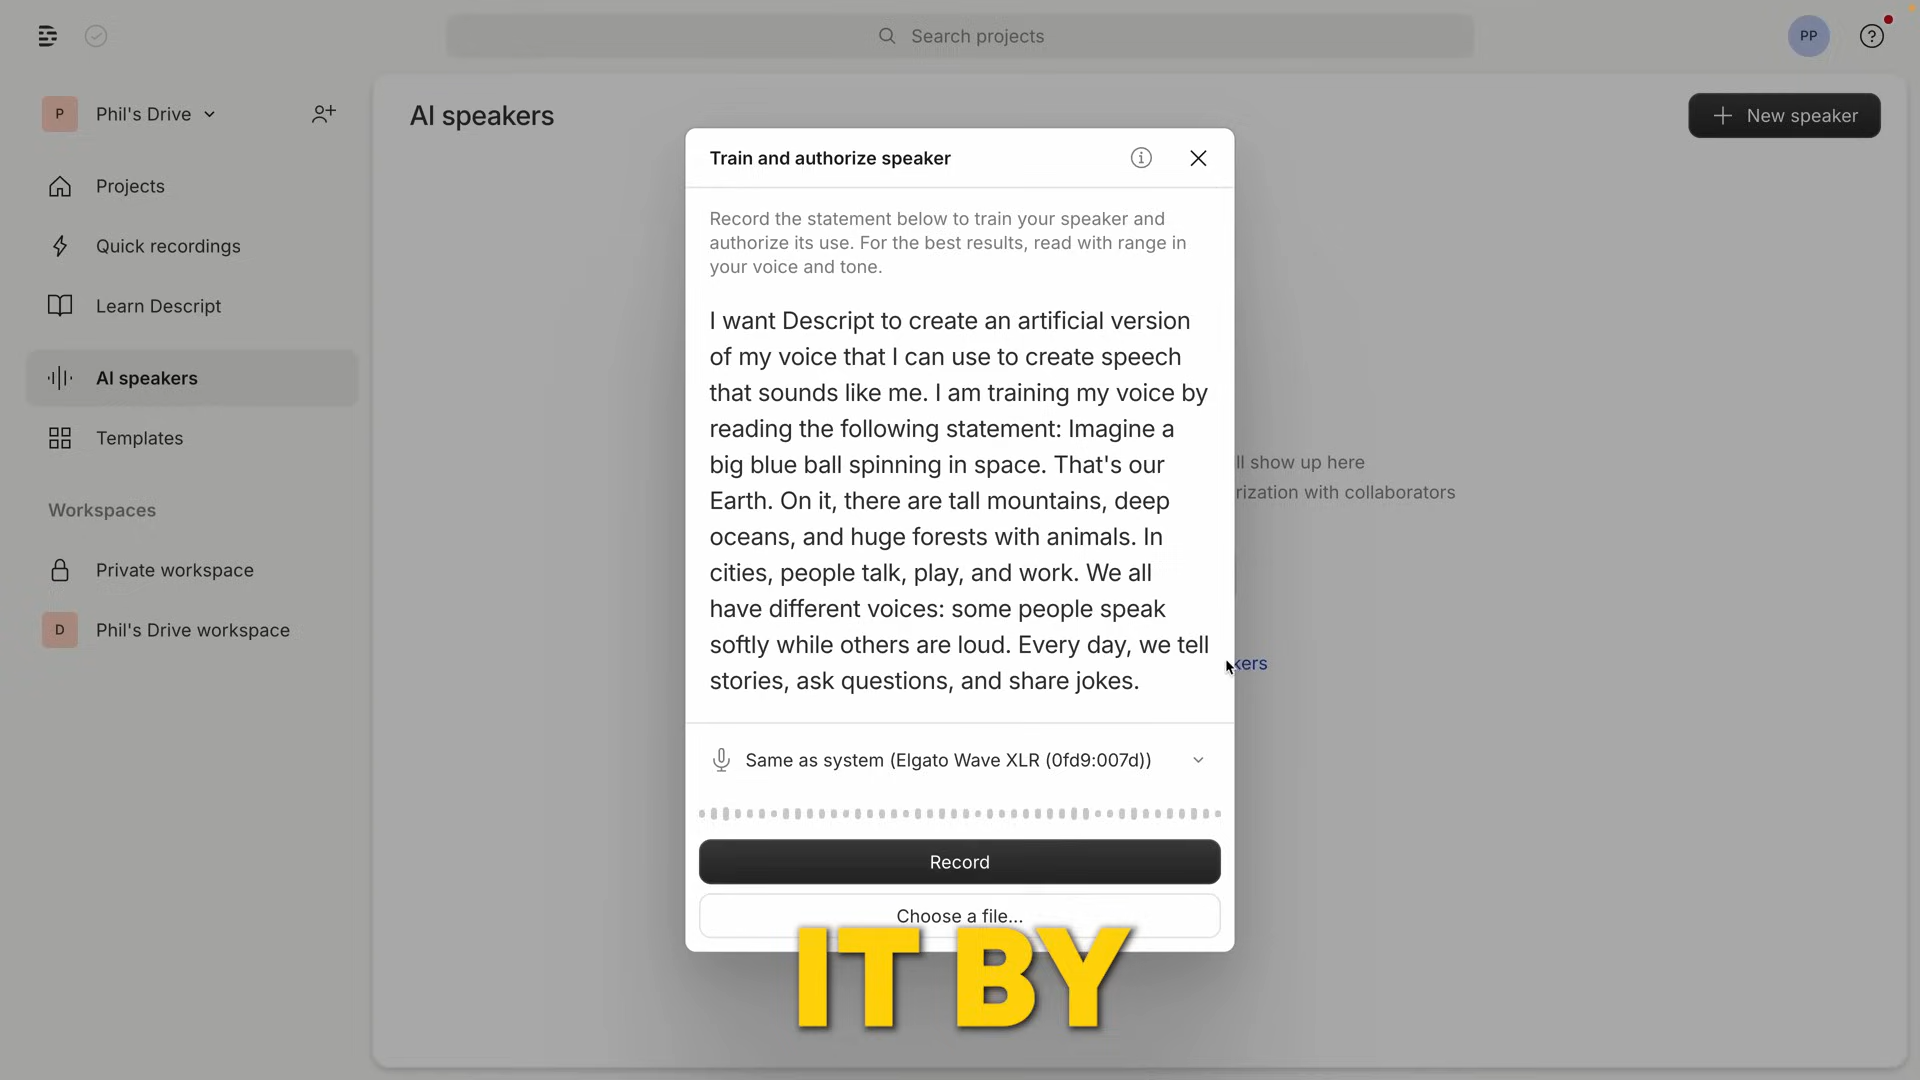 Search projects
PP
P
Phil's Drive
Projects
Quick recordings
Learn Descript
AI speakers
Templates
Workspaces
Private workspace
D
Phil's Drive workspace
AI speakers
New speaker
Train and authorize speaker
Record the statement below to train your speaker and
authorize its use. For the best results, read with range in
your voice and tone.
I want Descript to create an artificial version
of my voice that I can use to create speech
that sounds like me. I am training my voice by
reading the following statement: Imagine a
big blue ball spinning in space. That's our
Earth. On it, there are tall mountains, deep
oceans, and huge forests with animals. In
cities, people talk, play, and work. We all
have different voices: some people speak
softly while others are loud. Every day, we tell
stories, ask questions, and share jokes.
show up here
with collaborators
Same as system (Elgato Wave XLR (0fd9:007d))
Record
Choose a file...
IT BY